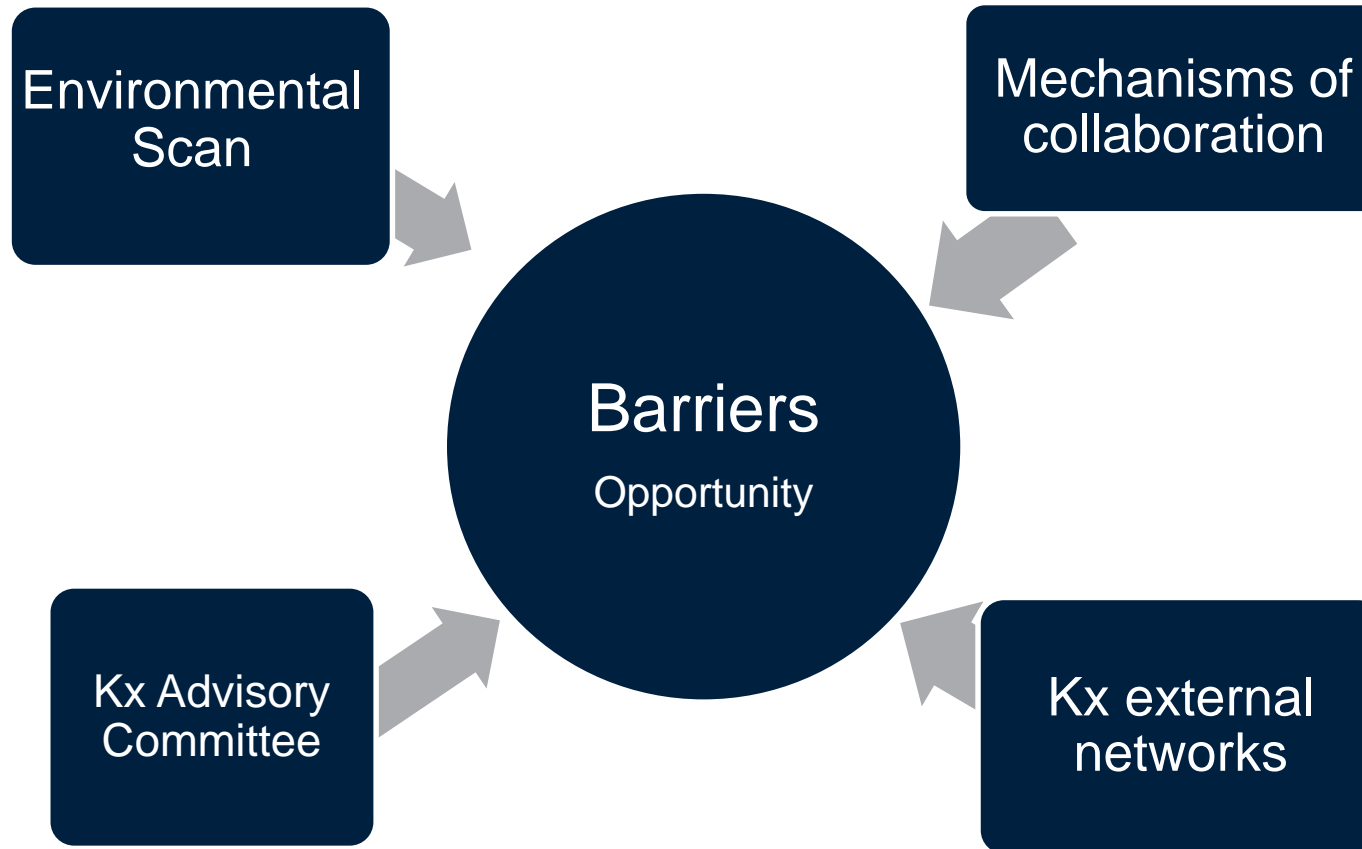 Environmental
Scan
Mechanisms of
collaboration
Barriers
Opportunity
Kx Advisory
Committee
Kx external
networks